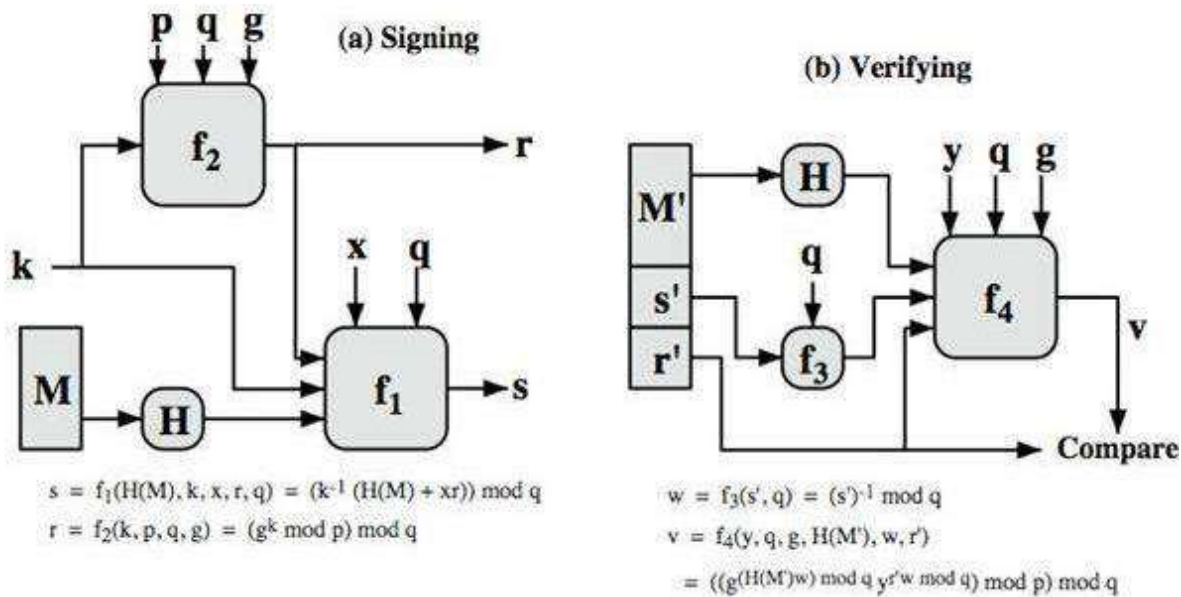 p q g
(a) Signing
f₂
r
k
x q
M
H
f₁
s
s = f₁(H(M), k, x, r, q) = (k⁻¹ (H(M) + xr)) mod q
r = f₂(k, p, q, g) = (gᵏ mod p) mod q
(b) Verifying
y q g
M'
H
q
s'
f₃
f₄
r'
v
Compare
w = f₃(s', q) = (s')⁻¹ mod q
v = f₄(y, q, g, H(M'), w, r')
= ((g^(H(M')w) mod q y^r'w mod q) mod p) mod q